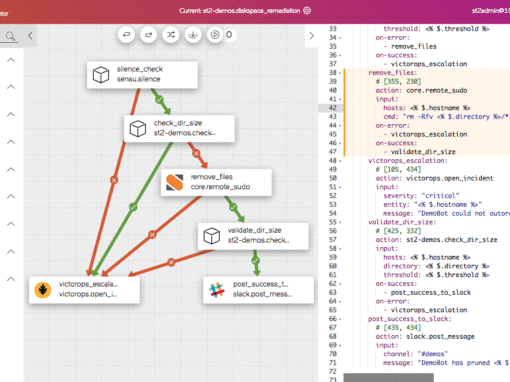 ctor
Current: st2-demos.diskspace_remediation
st2admin@19
0
silence_check
sensu.silence
check_dir_size
st2-demos.check...
remove_files
core.remote_sudo
validate_dir_size
st2-demos.check...
victorops_escala...
victorops.open_i...
post_success_t...
slack.post_mess...
33 threshold: <% $.threshold %>
34 on-error:
35 - remove_files
36 on-success:
37 - victorops_escalation
38 remove_files:
39 # [355, 230]
40 action: core.remote_sudo
41 input:
42 hosts: <% $.hostname %>
43 cmd: "rm -Rfv <% $.directory %>/*
44 on-error:
45 - victorops_escalation
46 on-success:
47 - validate_dir_size
48 victorops_escalation:
49 # [105, 434]
50 action: victorops.open_incident
51 input:
52 severity: "critical"
53 entity: "<% $.hostname %>"
54 message: "DemoBot could not autore
55 validate_dir_size:
56 # [425, 332]
57 action: st2-demos.check_dir_size
58 input:
59 hosts: <% $.hostname %>
60 directory: <% $.directory %>
61 threshold: <% $.threshold %>
62 on-success:
63 - post_success_to_slack
64 on-error:
65 - victorops_escalation
66 post_success_to_slack:
67 # [435, 434]
68 action: slack.post_message
69 input:
70 channel: "#demos"
71 message: "DemoBot has pruned <% $
72
73